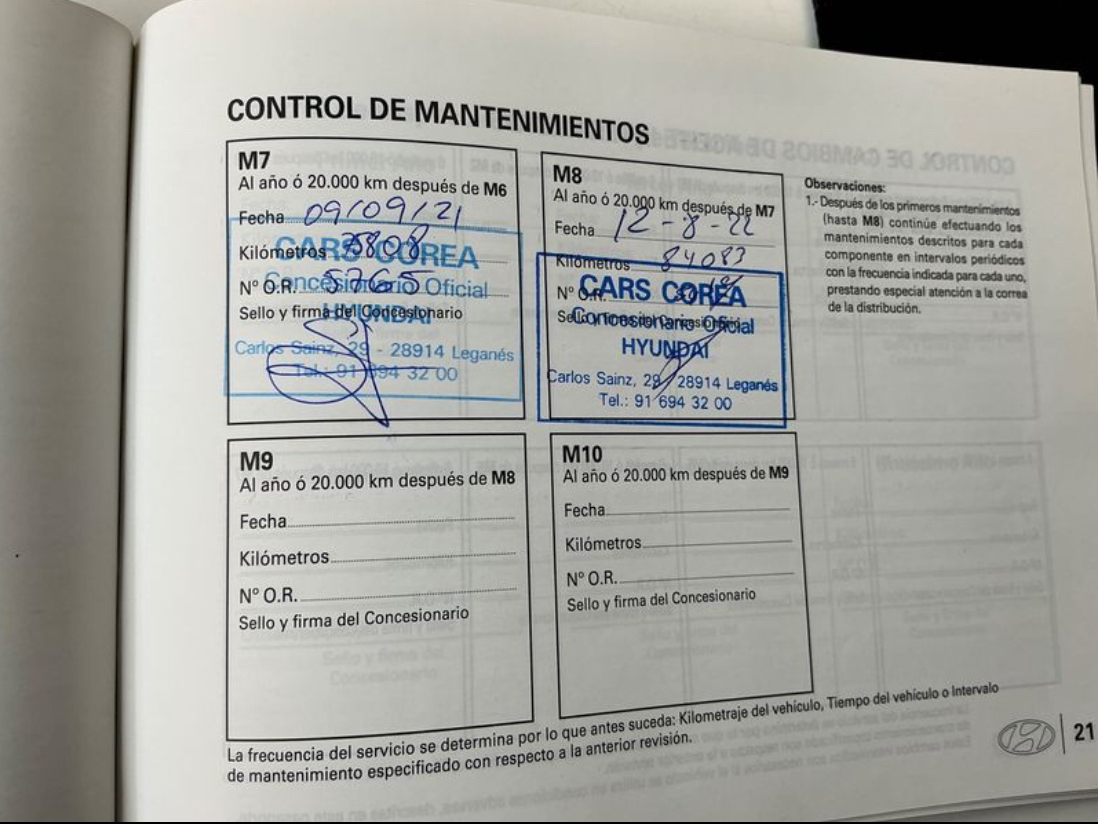 CONTROL DE MANTENIMIENTOS
M7
Al año ó 20.000 km después de M6
Fecha 09/09/21
Kilómetros
Nº O.R. 5765
Sello y firma del Concesionario
CARS COREA
Concesionario Oficial
HYUNDAI
Carlos Sainz, 29 - 28914 Leganés
Tel.: 91 694 32 00
M8
Al año ó 20.000 km después de M7
Fecha 12-8-22
Kilómetros 84083
Nº O.R.
Sello y firma del Concesionario
CARS COREA
Concesionario Oficial
HYUNDAI
Carlos Sainz, 29 / 28914 Leganés
Tel.: 91 694 32 00
Observaciones:
1.- Después de los primeros mantenimientos
(hasta M8) continúe efectuando los
mantenimientos descritos para cada
componente en intervalos periódicos
con la frecuencia indicada para cada uno,
prestando especial atención a la correa
de la distribución.
M9
Al año ó 20.000 km después de M8
Fecha
Kilómetros
Nº O.R.
Sello y firma del Concesionario
M10
Al año ó 20.000 km después de M9
Fecha
Kilómetros
Nº O.R.
Sello y firma del Concesionario
La frecuencia del servicio se determina por lo que antes suceda: Kilometraje del vehículo, Tiempo del vehículo o Intervalo
de mantenimiento especificado con respecto a la anterior revisión.
21